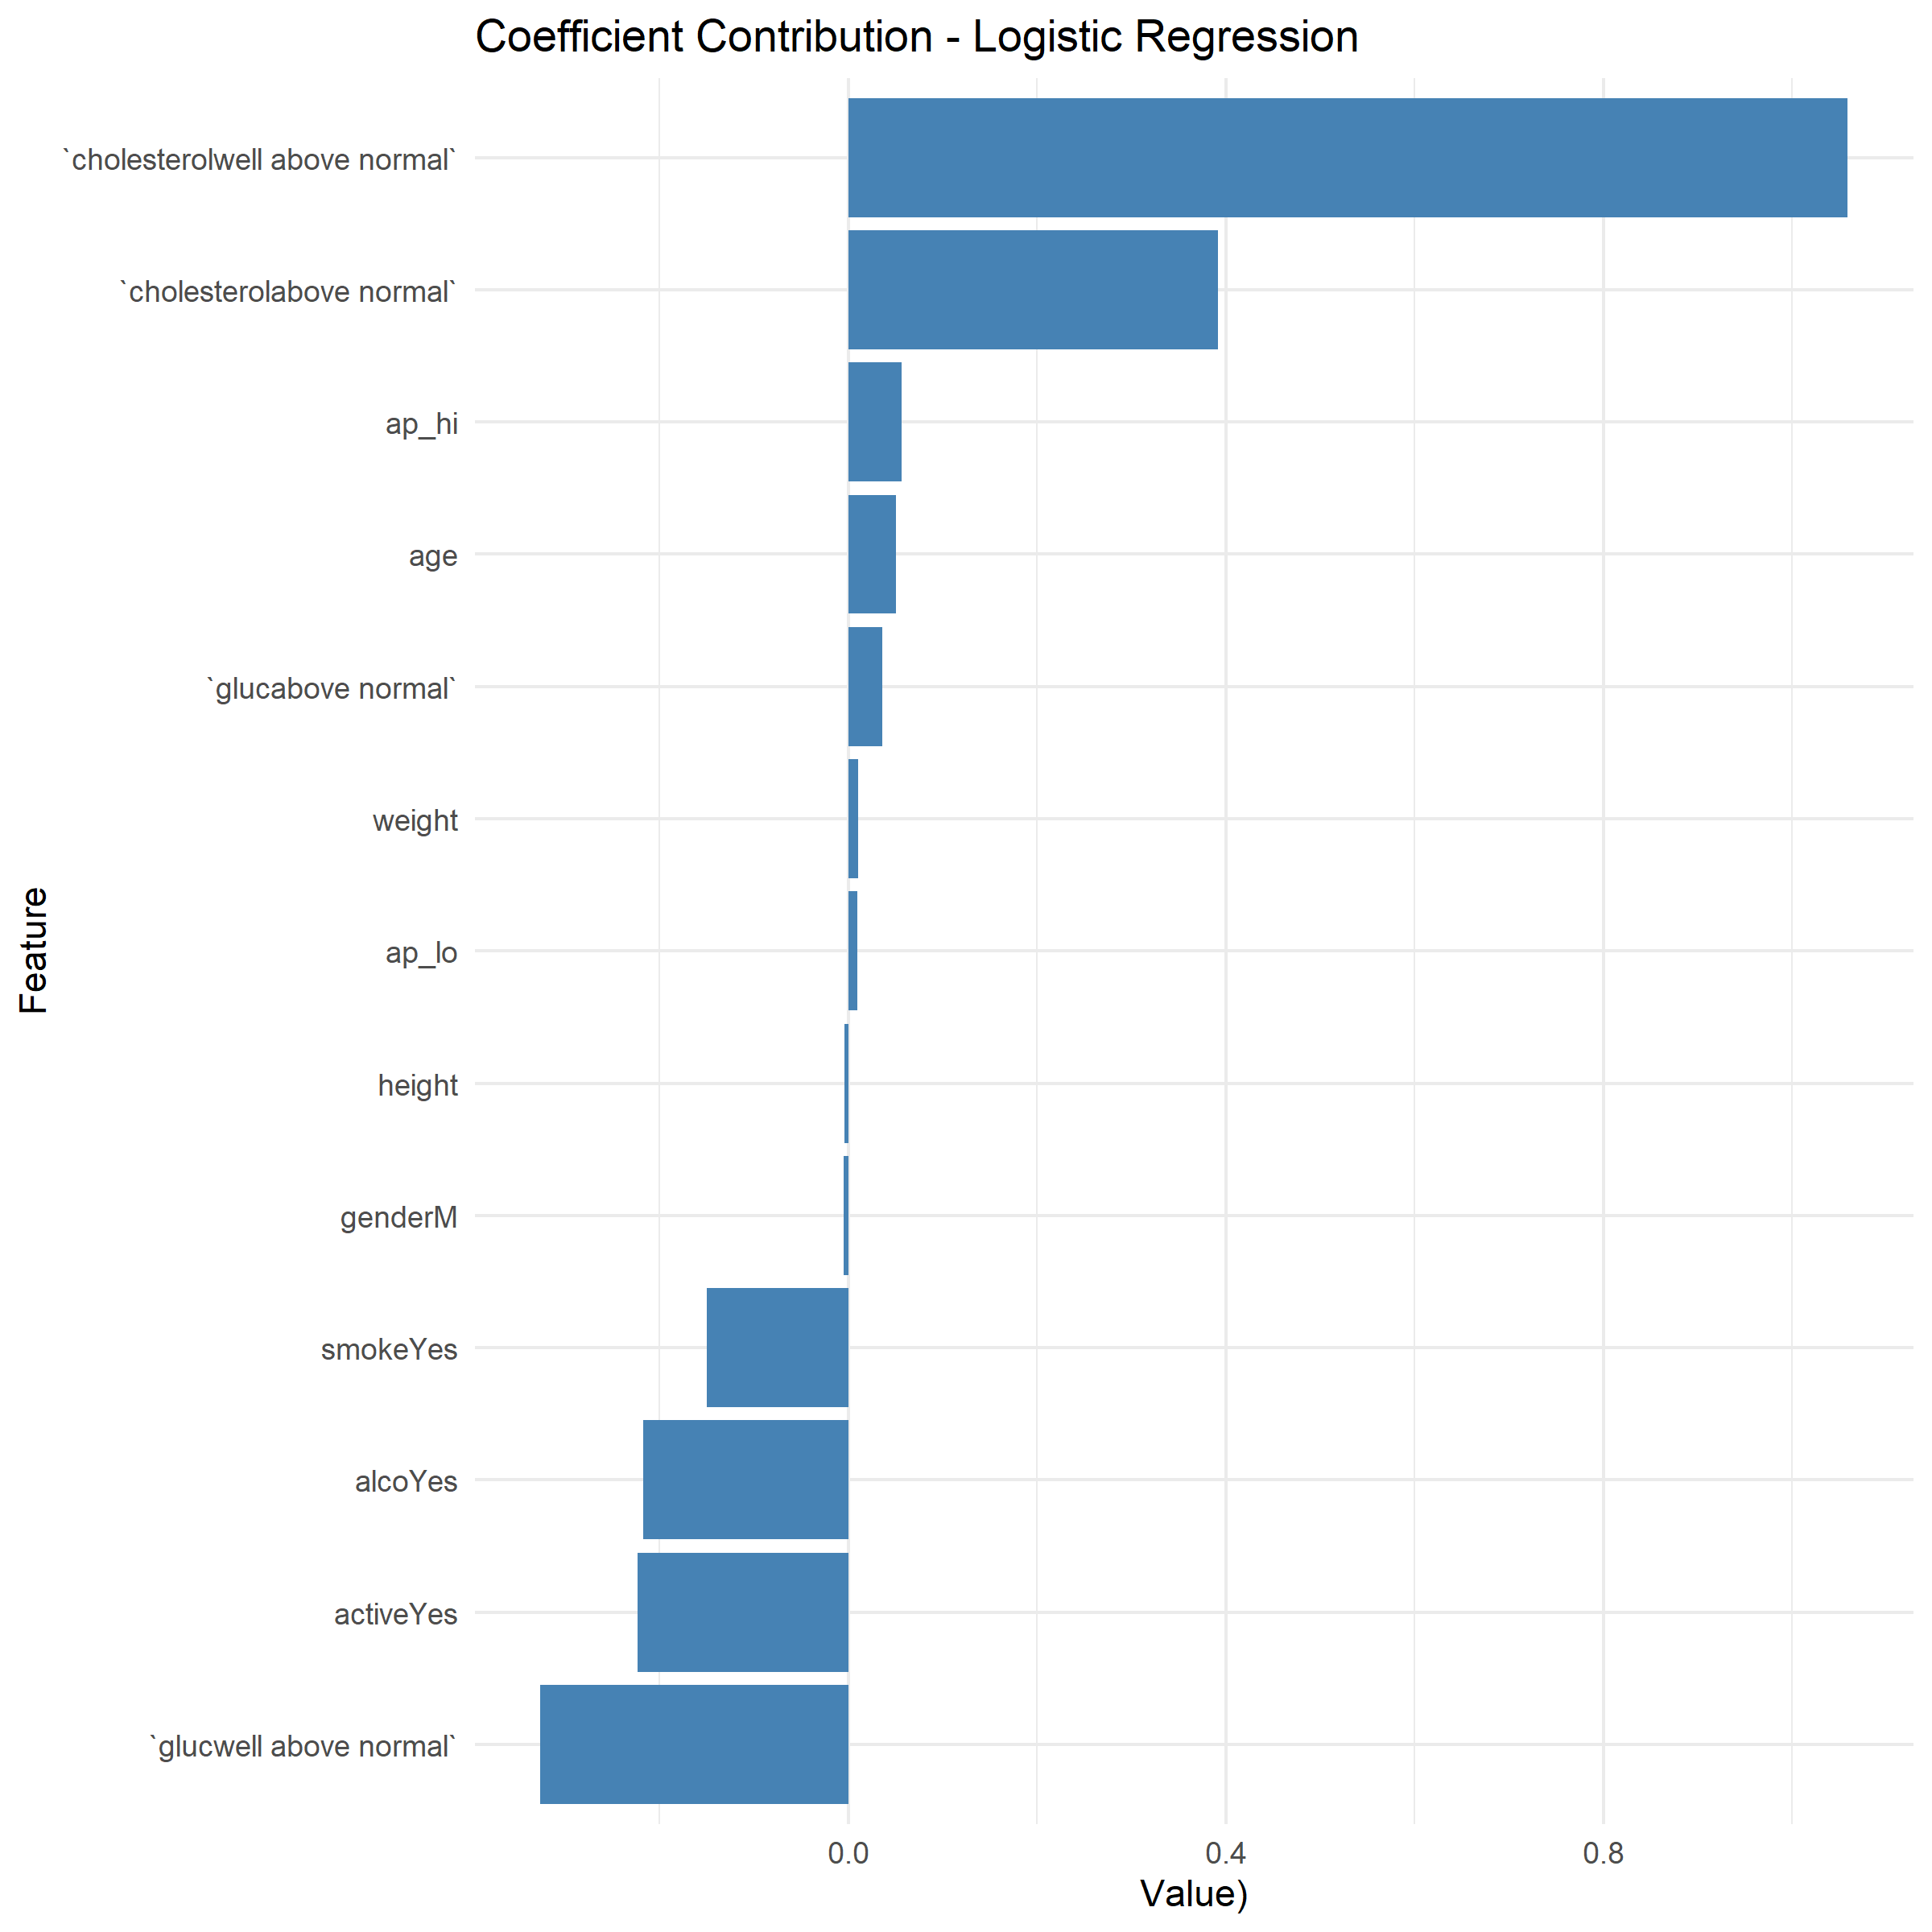 Coefficient Contribution - Logistic Regression
`cholesterolwell above normal`
`cholesterolabove normal`
ap_hi
age
`glucabove normal`
weight
ap_lo
height
genderM
smokeYes
alcoYes
activeYes
`glucwell above normal`
Feature
0.0 0.4 0.8
Value)